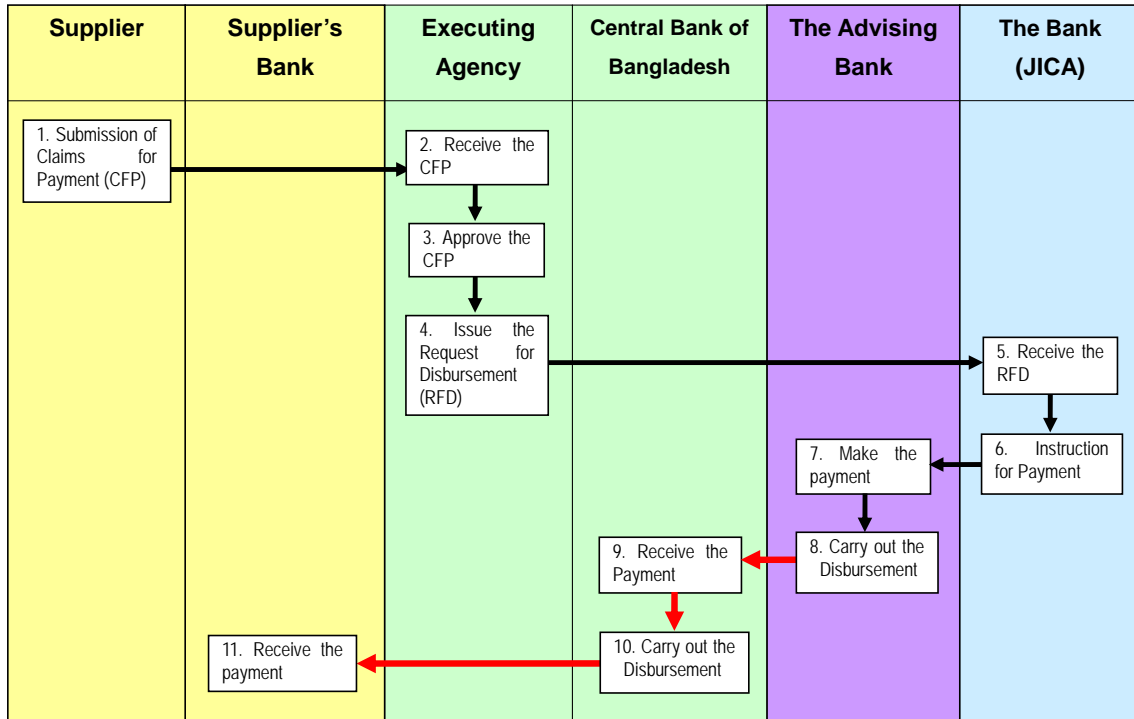 Supplier
Supplier's
Bank
Executing
Agency
Central Bank of
Bangladesh
The Advising
Bank
The Bank
(JICA)
1. Submission of
Claims for
Payment (CFP)
2. Receive the
CFP
3. Approve the
CFP
4. Issue the
Request for
Disbursement
(RFD)
5. Receive the
RFD
6. Instruction
for Payment
7. Make the
payment
8. Carry out the
Disbursement
9. Receive the
Payment
10. Carry out the
Disbursement
11. Receive the
payment